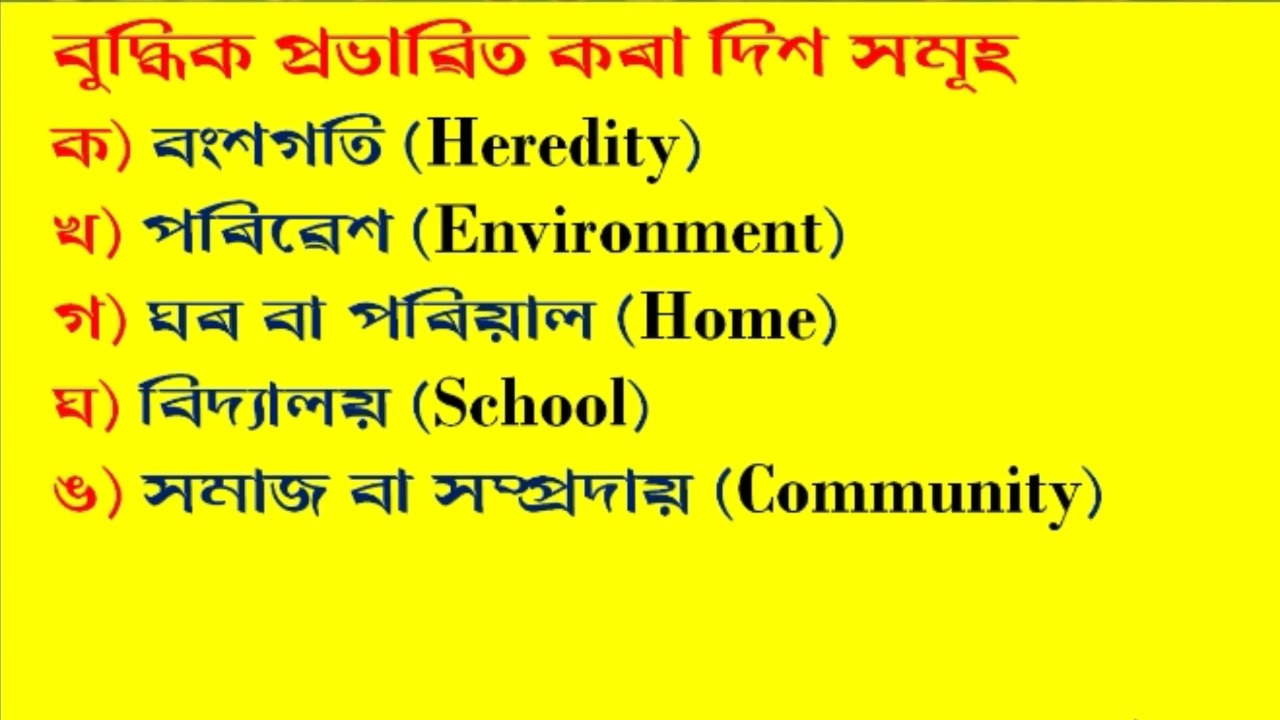 বুদ্ধিক প্ৰভাৱিত কৰা দিশ সমূহ
ক) বংশগতি (Heredity)
খ) পৰিৱেশ (Environment)
গ) ঘৰ বা পৰিয়াল (Home)
ঘ) বিদ্যালয় (School)
ঙ) সমাজ বা সম্প্ৰদায় (Community)